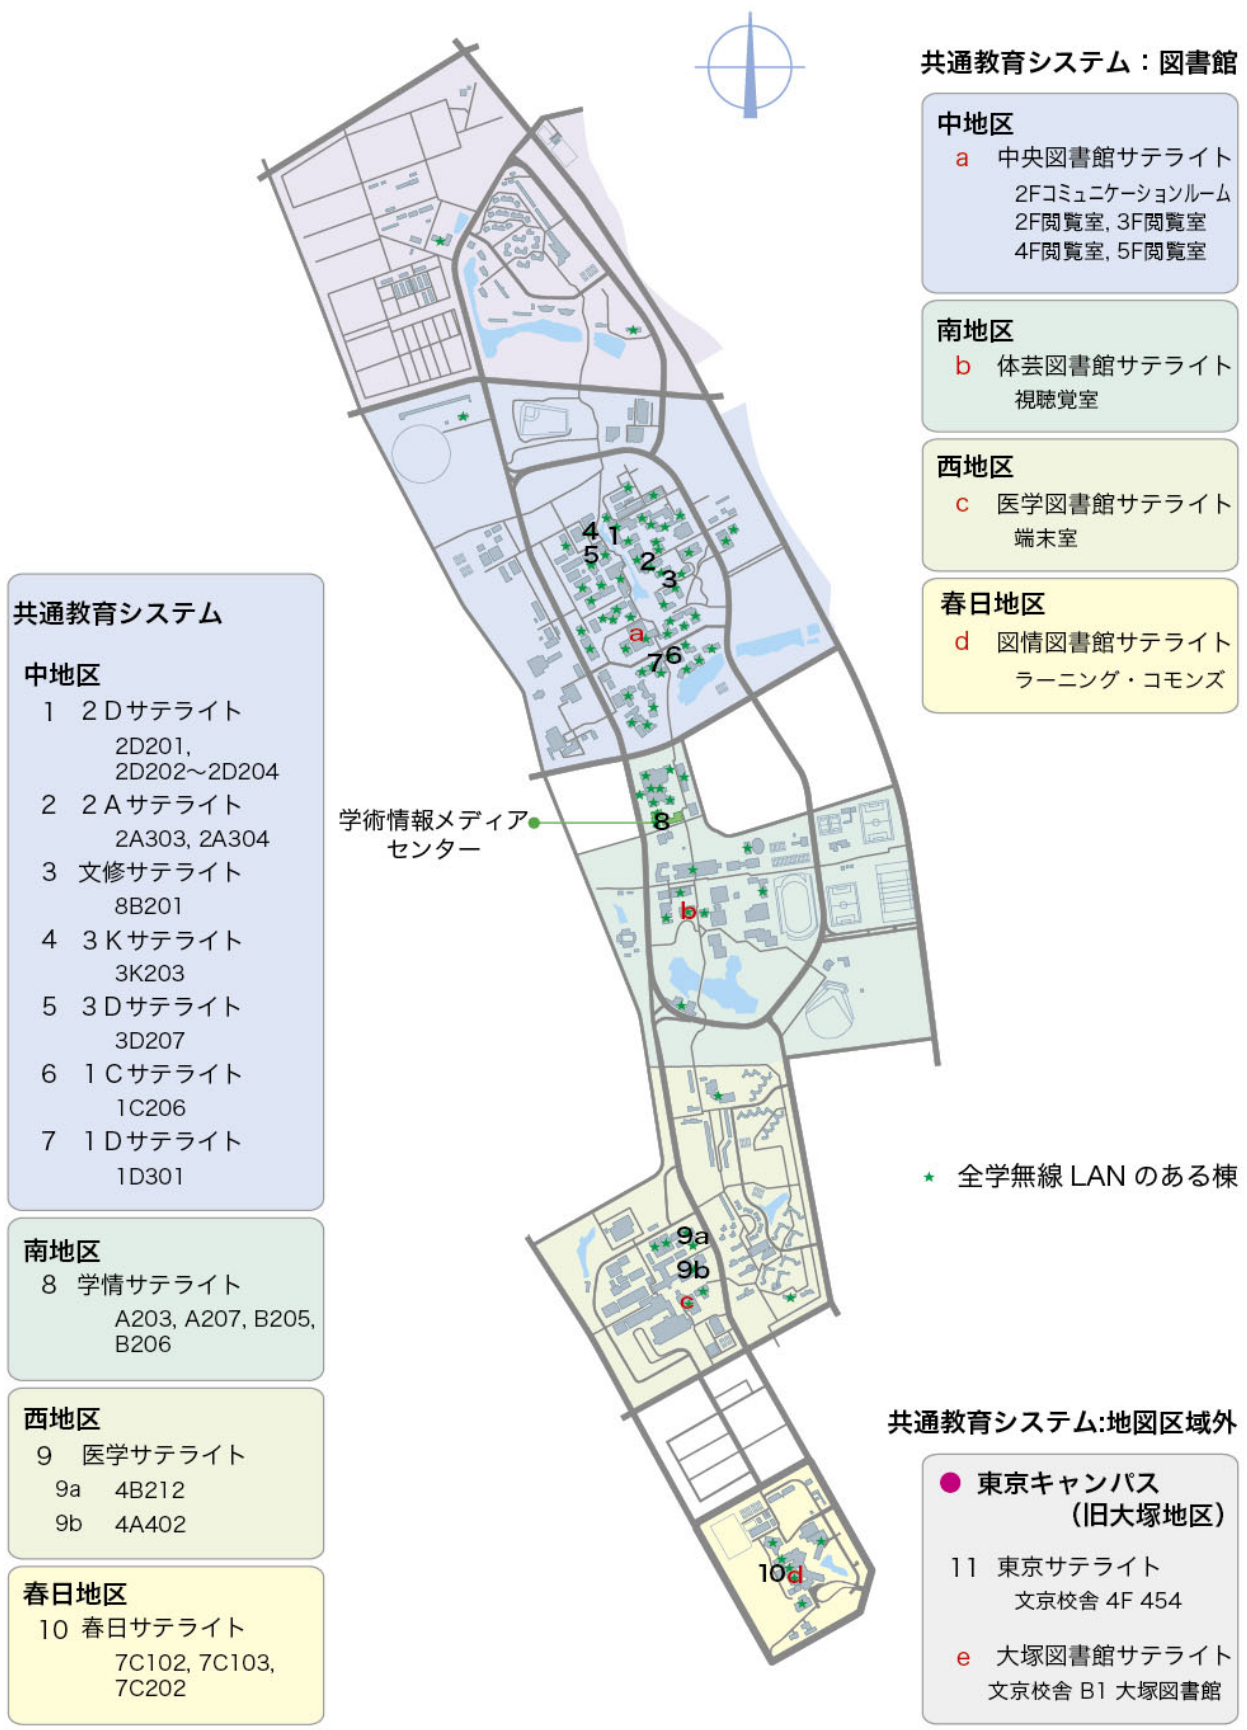 共通教育システム：図書館
中地区
a 中央図書館サテライト
2Fコミュニケーションルーム
2F閲覧室, 3F閲覧室
4F閲覧室, 5F閲覧室
南地区
b 体芸図書館サテライト
視聴覚室
西地区
c 医学図書館サテライト
端末室
春日地区
d 図情図書館サテライト
ラーニング・コモンズ
共通教育システム
中地区
1 2Dサテライト
2D201,
2D202〜2D204
2 2Aサテライト
2A303, 2A304
3 文修サテライト
8B201
4 3Kサテライト
3K203
5 3Dサテライト
3D207
6 1Cサテライト
1C206
7 1Dサテライト
1D301
南地区
8 学情サテライト
A203, A207, B205,
B206
西地区
9 医学サテライト
9a 4B212
9b 4A402
春日地区
10 春日サテライト
7C102, 7C103,
7C202
4
1
5
2
3
a
6
7
学術情報メディア
センター
8
b
9a
9b
c
10d
★ 全学無線 LAN のある棟
共通教育システム:地図区域外
東京キャンパス
（旧大塚地区）
11 東京サテライト
文京校舎 4F 454
e 大塚図書館サテライト
文京校舎 B1 大塚図書館